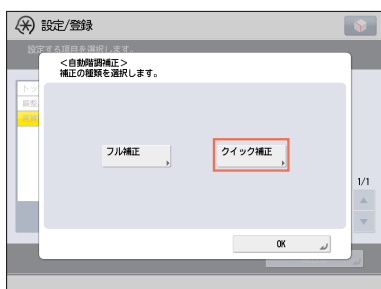 設定/登録
設定する項目を選択します。
<自動階調補正>
補正の種類を選択します。
フル補正
クイック補正
1/1
OK